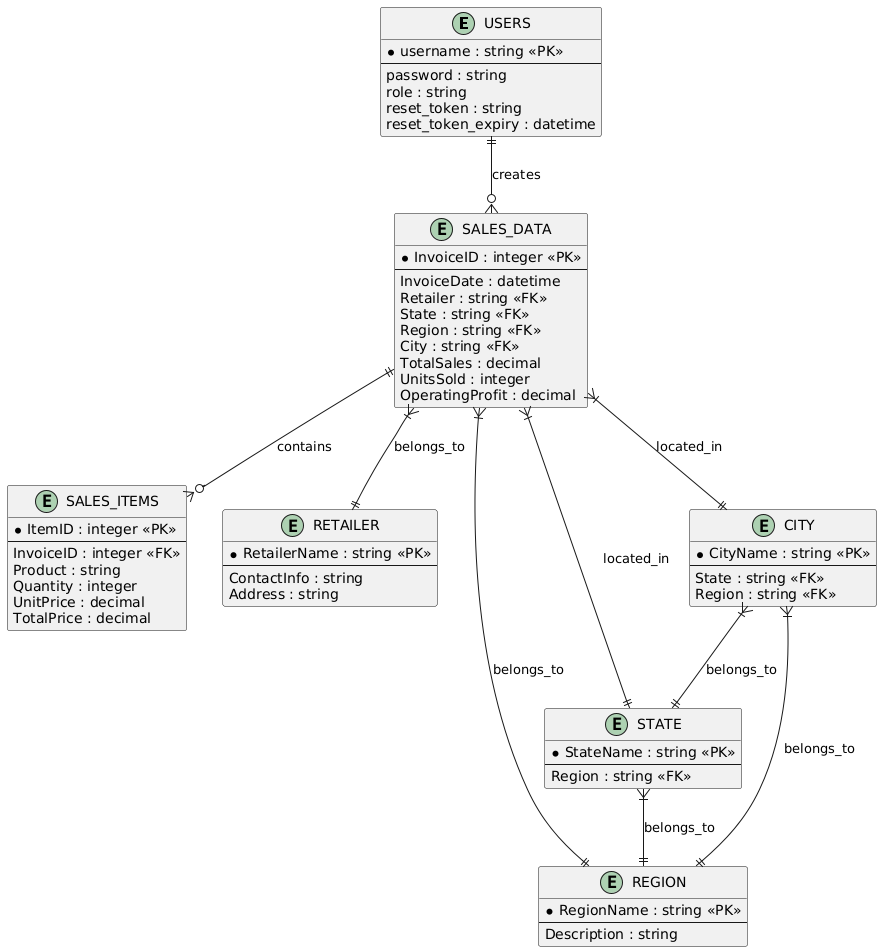 E USERS
* username : string «PK»
password : string
role : string
reset_token : string
reset_token_expiry : datetime
creates
E SALES_DATA
* InvoiceID : integer «PK»
InvoiceDate : datetime
Retailer : string «FK»
State : string «FK»
Region : string «FK»
City : string «FK»
TotalSales : decimal
UnitsSold : integer
OperatingProfit : decimal
contains
belongs_to
located_in
E SALES_ITEMS
* ItemID : integer «PK»
InvoiceID : integer «FK»
Product : string
Quantity : integer
UnitPrice : decimal
TotalPrice : decimal
E RETAILER
* RetailerName : string «PK»
ContactInfo : string
Address : string
located_in
E CITY
* CityName : string «PK»
State : string «FK»
Region : string «FK»
belongs_to
belongs_to
E STATE
* StateName : string «PK»
Region : string «FK»
belongs_to
belongs_to
E REGION
* RegionName : string «PK»
Description : string